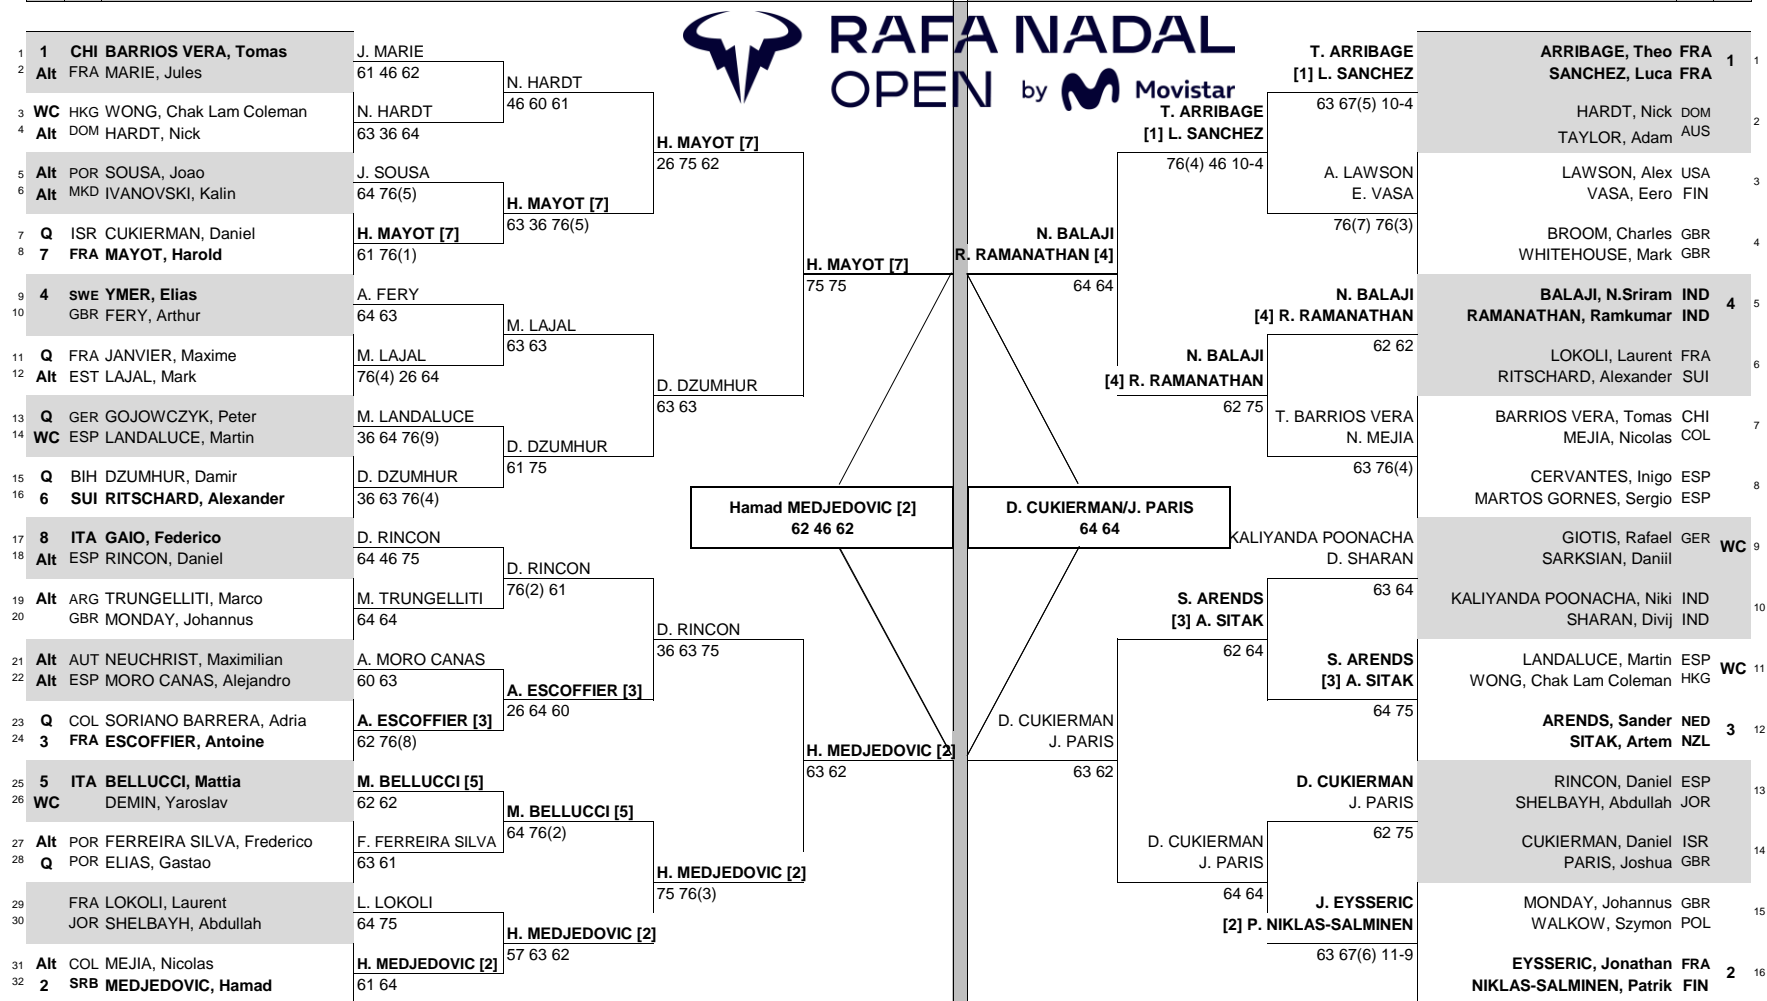 RAFA NADAL
OPEN by Movistar
1 1 CHI BARRIOS VERA, Tomas
2 Alt FRA MARIE, Jules
3 WC HKG WONG, Chak Lam Coleman
4 Alt DOM HARDT, Nick
5 Alt POR SOUSA, Joao
6 Alt MKD IVANOVSKI, Kalin
7 Q ISR CUKIERMAN, Daniel
8 7 FRA MAYOT, Harold
9 4 SWE YMER, Elias
10 GBR FERY, Arthur
11 Q FRA JANVIER, Maxime
12 Alt EST LAJAL, Mark
13 Q GER GOJOWCZYK, Peter
14 WC ESP LANDALUCE, Martin
15 Q BIH DZUMHUR, Damir
16 6 SUI RITSCHARD, Alexander
17 8 ITA GAIO, Federico
18 Alt ESP RINCON, Daniel
19 Alt ARG TRUNGELLITI, Marco
20 GBR MONDAY, Johannus
21 Alt AUT NEUCHRIST, Maximilian
22 Alt ESP MORO CANAS, Alejandro
23 Q COL SORIANO BARRERA, Adria
24 3 FRA ESCOFFIER, Antoine
25 5 ITA BELLUCCI, Mattia
26 WC DEMIN, Yaroslav
27 Alt POR FERREIRA SILVA, Frederico
28 Q POR ELIAS, Gastao
29 FRA LOKOLI, Laurent
30 JOR SHELBAYH, Abdullah
31 Alt COL MEJIA, Nicolas
32 2 SRB MEDJEDOVIC, Hamad
J. MARIE
61 46 62
N. HARDT
63 36 64
J. SOUSA
64 76(5)
H. MAYOT [7]
61 76(1)
A. FERY
64 63
M. LAJAL
76(4) 26 64
M. LANDALUCE
36 64 76(9)
D. DZUMHUR
36 63 76(4)
D. RINCON
64 46 75
M. TRUNGELLITI
64 64
A. MORO CANAS
60 63
A. ESCOFFIER [3]
62 76(8)
M. BELLUCCI [5]
62 62
F. FERREIRA SILVA
63 61
L. LOKOLI
64 75
H. MEDJEDOVIC [2]
61 64
N. HARDT
46 60 61
H. MAYOT [7]
63 36 76(5)
M. LAJAL
63 63
D. DZUMHUR
61 75
D. RINCON
76(2) 61
A. ESCOFFIER [3]
26 64 60
M. BELLUCCI [5]
64 76(2)
H. MEDJEDOVIC [2]
57 63 62
H. MAYOT [7]
26 75 62
D. DZUMHUR
63 63
D. RINCON
36 63 75
H. MEDJEDOVIC [2]
75 76(3)
H. MAYOT [7]
75 75
H. MEDJEDOVIC [2]
63 62
Hamad MEDJEDOVIC [2]
62 46 62
D. CUKIERMAN/J. PARIS
64 64
N. BALAJI
R. RAMANATHAN [4]
64 64
D. CUKIERMAN
J. PARIS
63 62
T. ARRIBAGE
[1] L. SANCHEZ
76(4) 46 10-4
N. BALAJI
[4] R. RAMANATHAN
62 75
S. ARENDS
[3] A. SITAK
62 64
D. CUKIERMAN
J. PARIS
64 64
T. ARRIBAGE
[1] L. SANCHEZ
63 67(5) 10-4
A. LAWSON
E. VASA
76(7) 76(3)
N. BALAJI
[4] R. RAMANATHAN
62 62
T. BARRIOS VERA
N. MEJIA
63 76(4)
KALIYANDA POONACHA
D. SHARAN
63 64
S. ARENDS
[3] A. SITAK
64 75
D. CUKIERMAN
J. PARIS
62 75
J. EYSSERIC
[2] P. NIKLAS-SALMINEN
63 67(6) 11-9
ARRIBAGE, Theo FRA 1 1
SANCHEZ, Luca FRA
HARDT, Nick DOM 2
TAYLOR, Adam AUS
LAWSON, Alex USA 3
VASA, Eero FIN
BROOM, Charles GBR 4
WHITEHOUSE, Mark GBR
BALAJI, N.Sriram IND 4 5
RAMANATHAN, Ramkumar IND
LOKOLI, Laurent FRA 6
RITSCHARD, Alexander SUI
BARRIOS VERA, Tomas CHI 7
MEJIA, Nicolas COL
CERVANTES, Inigo ESP 8
MARTOS GORNES, Sergio ESP
GIOTIS, Rafael GER WC 9
SARKSIAN, Daniil
KALIYANDA POONACHA, Niki IND 10
SHARAN, Divij IND
LANDALUCE, Martin ESP WC 11
WONG, Chak Lam Coleman HKG
ARENDS, Sander NED 3 12
SITAK, Artem NZL
RINCON, Daniel ESP 13
SHELBAYH, Abdullah JOR
CUKIERMAN, Daniel ISR 14
PARIS, Joshua GBR
MONDAY, Johannus GBR 15
WALKOW, Szymon POL
EYSSERIC, Jonathan FRA 2 16
NIKLAS-SALMINEN, Patrik FIN